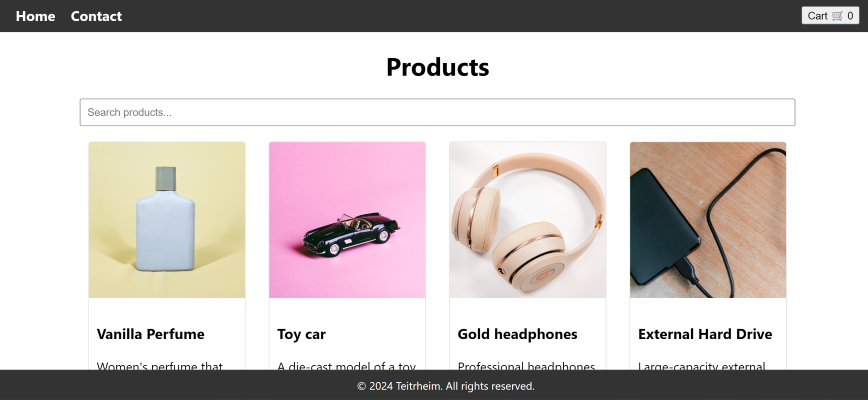 Home Contact Cart 🛒 0
Products
Search products...
Vanilla Perfume Toy car Gold headphones External Hard Drive
Women's perfume that A die-cast model of a toy Professional headphones Large-capacity external
© 2024 Teitrheim. All rights reserved.